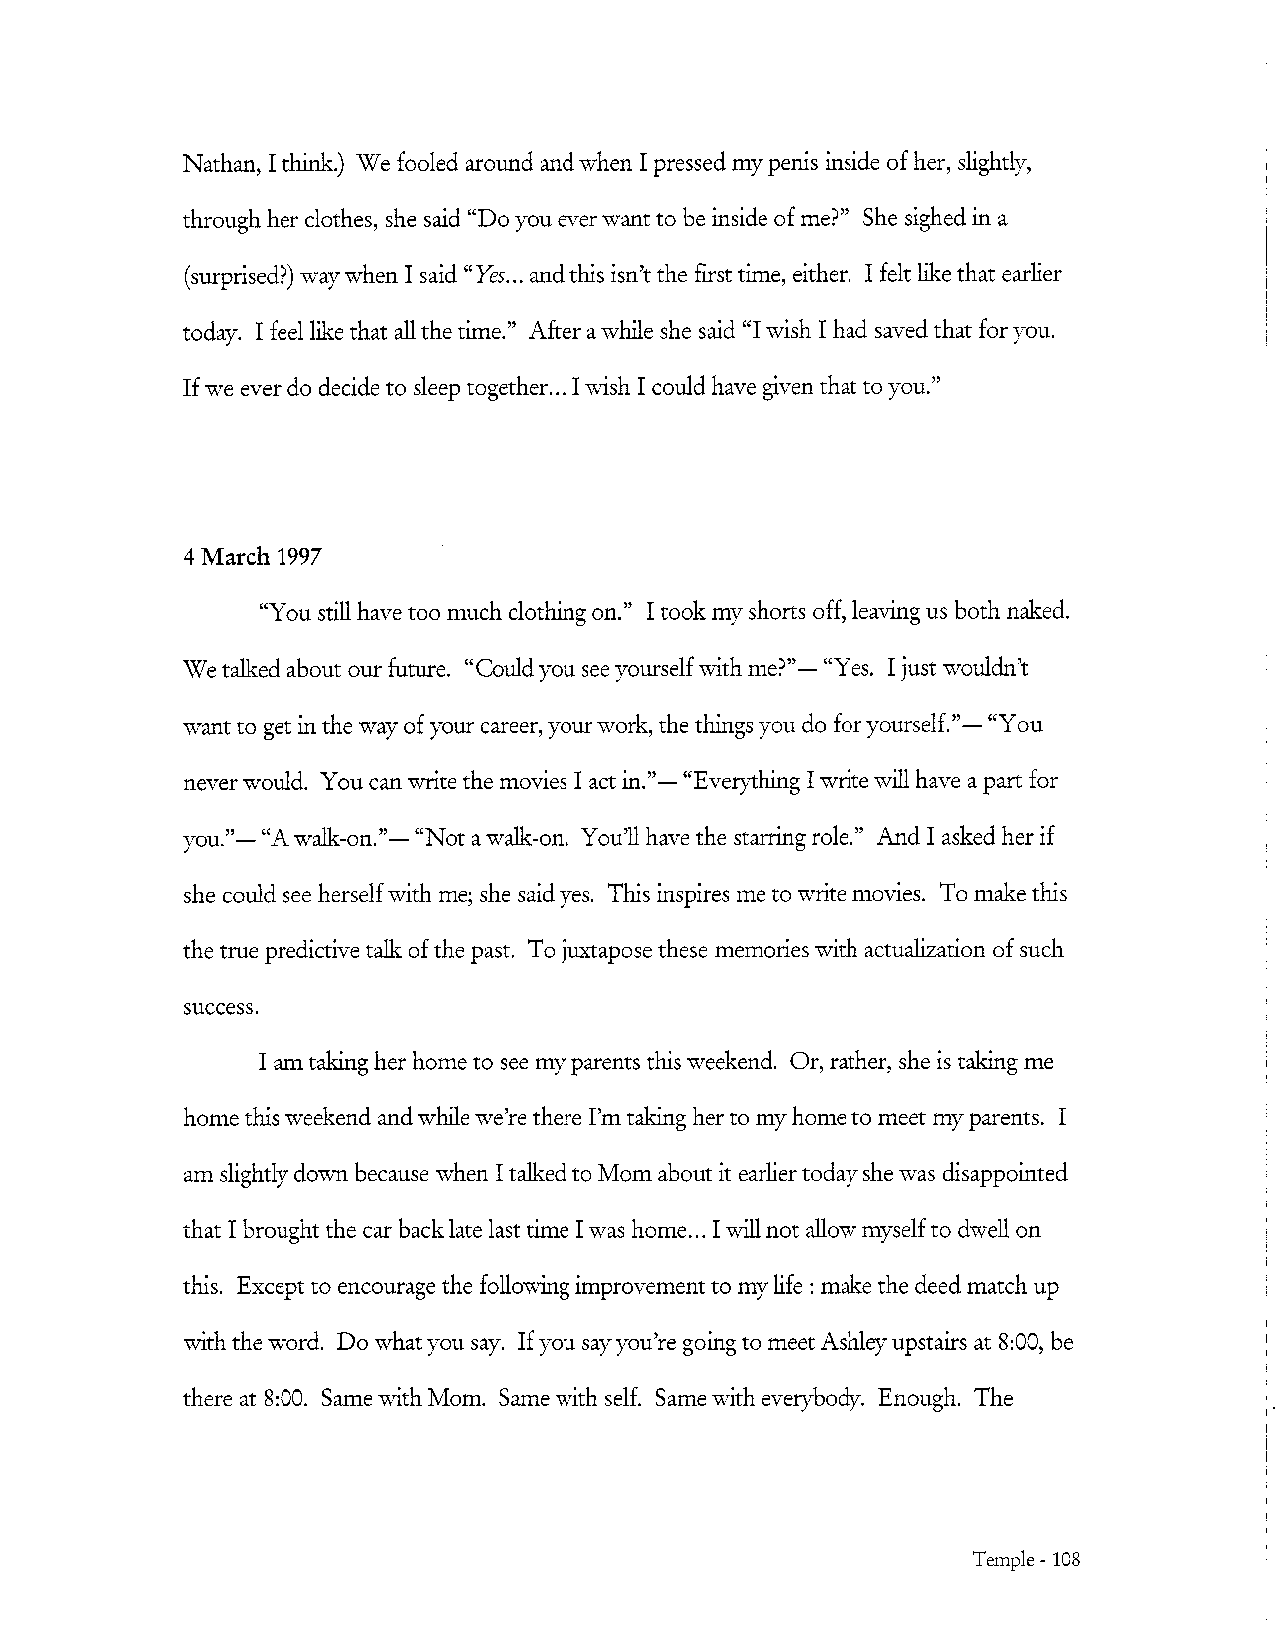 Nathan, I think.) We fooled around and when I pressed my penis inside of her, slightly,
through her clothes, she said “Do you ever want to be inside of me?” She sighed in a
(surprised?) way when I said “Yes... and this isn’t the first time, either. I felt like that earlier
today. I feel like that all the time.” After a while she said “I wish I had saved that for you.
If we ever do decide to sleep together... I wish I could have given that to you.”
4 March 1997
“You still have too much clothing on.” I took my shorts off, leaving us both naked.
We talked about our future. “Could you see yourself with me?”— “Yes. I just wouldn’t
want to get in the way of your career, your work, the things you do for yourself.”— “You
never would. You can write the movies I act in.”— “Everything I write will have a part for
you.”— “A walk-on.”— “Not a walk-on. You’ll have the starring role.” And I asked her if
she could see herself with me; she said yes. This inspires me to write movies. To make this
the true predictive talk of the past. To juxtapose these memories with actualization of such
success.
I am taking her home to see my parents this weekend. Or, rather, she is taking me
home this weekend and while we’re there I’m taking her to my home to meet my parents. I
am slightly down because when I talked to Mom about it earlier today she was disappointed
that I brought the car back late last time I was home... I will not allow myself to dwell on
this. Except to encourage the following improvement to my life : make the deed match up
with the word. Do what you say. If you say you’re going to meet Ashley upstairs at 8:00, be
there at 8:00. Same with Mom. Same with self. Same with everybody. Enough. The
Temple - 108